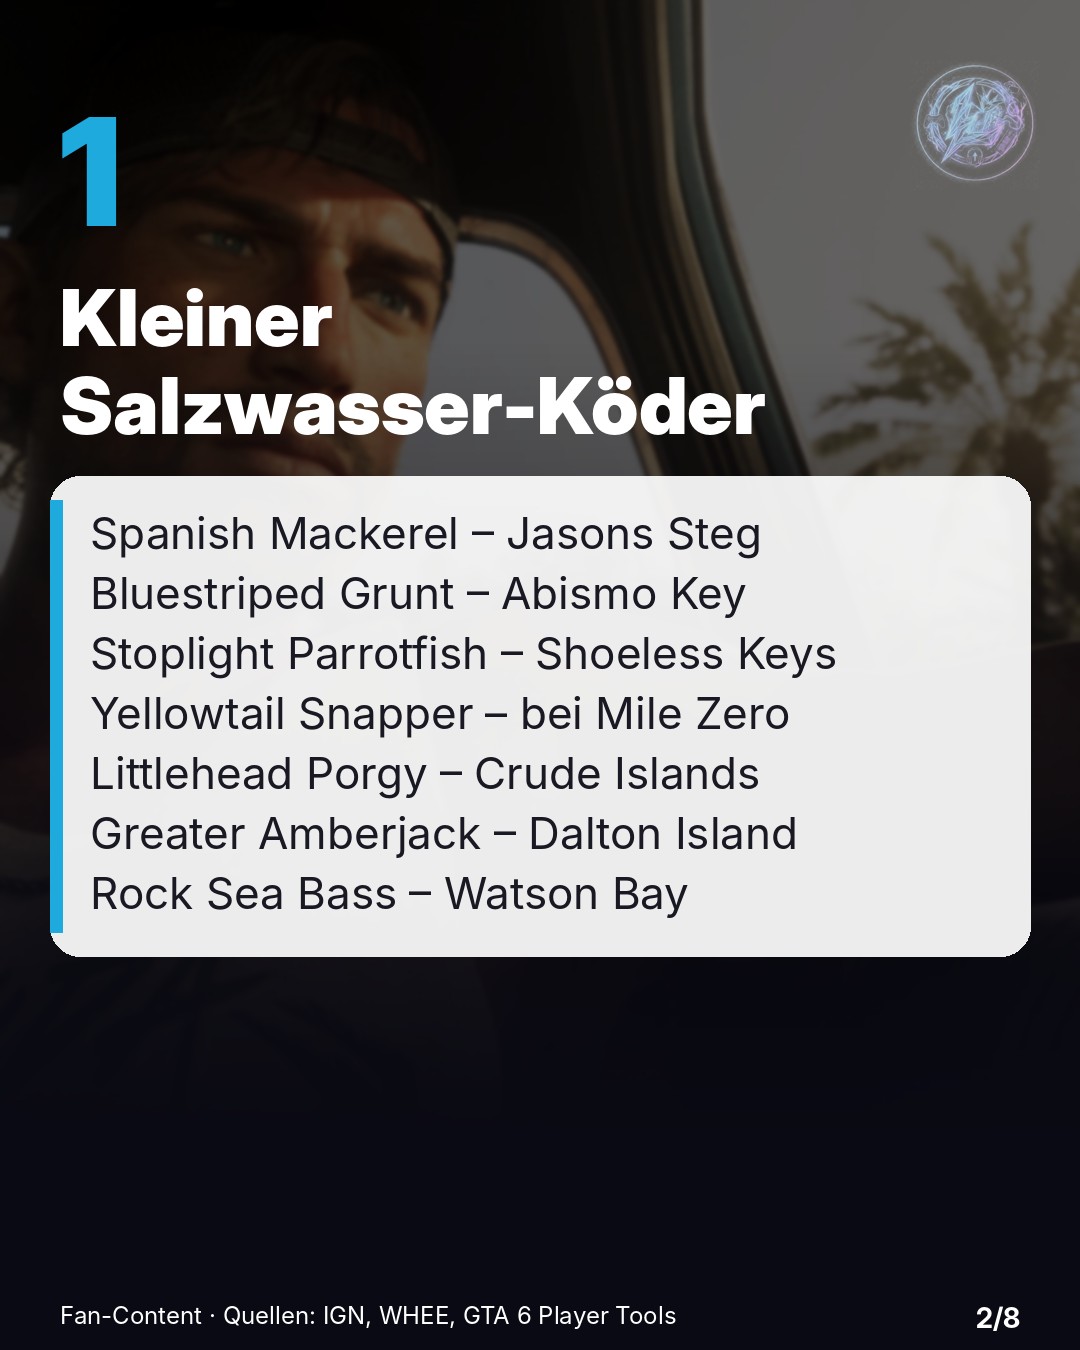 1
Kleiner
Salzwasser-Köder
Spanish Mackerel – Jasons Steg
Bluestriped Grunt – Abismo Key
Stoplight Parrotfish – Shoeless Keys
Yellowtail Snapper – bei Mile Zero
Littlehead Porgy – Crude Islands
Greater Amberjack – Dalton Island
Rock Sea Bass – Watson Bay
Fan-Content · Quellen: IGN, WHEE, GTA 6 Player Tools
2/8